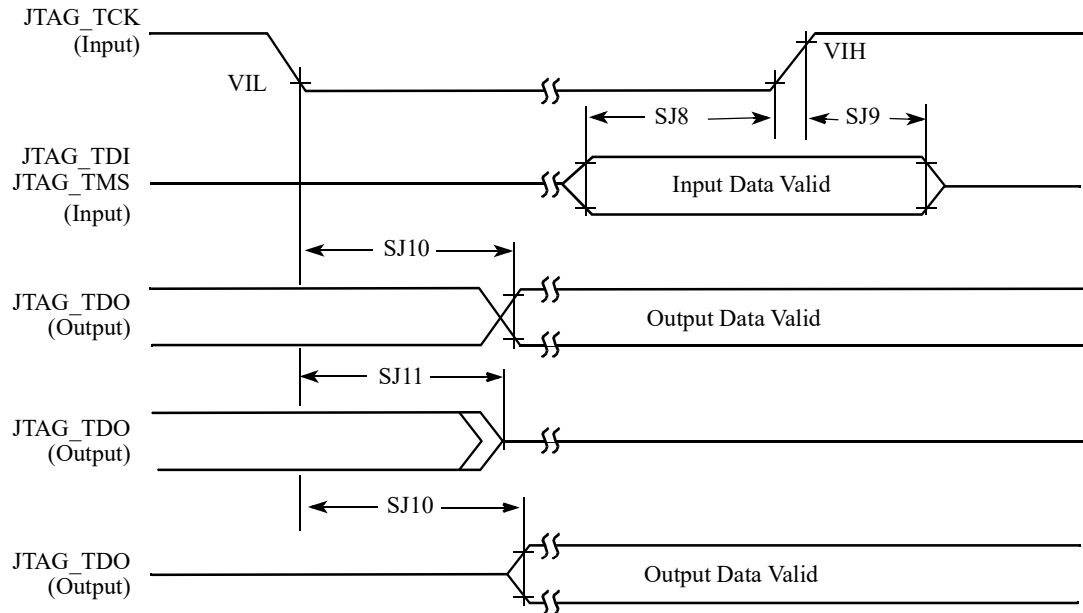 JTAG_TCK
(Input)
VIL
VIH
SJ8
SJ9
JTAG_TDI
JTAG_TMS
(Input)
Input Data Valid
SJ10
JTAG_TDO
(Output)
Output Data Valid
SJ11
JTAG_TDO
(Output)
SJ10
JTAG_TDO
(Output)
Output Data Valid